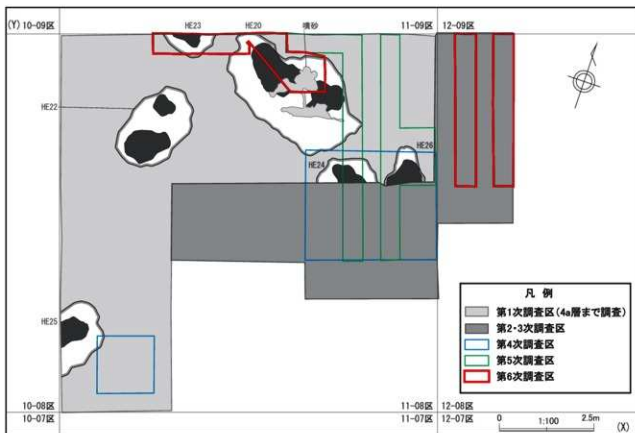 (Y) 10-09区
HE23
HE20
噴砂
11-09区
12-09区
HE22
HE24
HE26
HE25
凡 例
第1次調査区(4a層まで調査)
第2・3次調査区
第4次調査区
第5次調査区
第6次調査区
10-08区
10-07区
11-08区
11-07区
12-08区
12-07区
0
1:100
2.5m
(X)